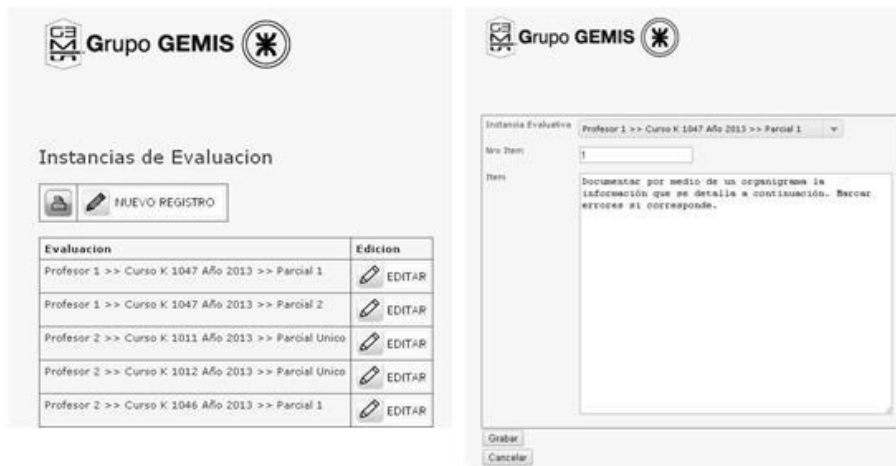 GEMIS
Grupo GEMIS
Instancias de Evaluacion
NUEVO REGISTRO
Evaluacion Edicion
Profesor 1 >> Curso K 1047 Año 2013 >> Parcial 1 EDITAR
Profesor 1 >> Curso K 1047 Año 2013 >> Parcial 2 EDITAR
Profesor 2 >> Curso K 1011 Año 2013 >> Parcial Unico EDITAR
Profesor 2 >> Curso K 1012 Año 2013 >> Parcial Unico EDITAR
Profesor 2 >> Curso K 1046 Año 2013 >> Parcial 1 EDITAR
GEMIS
Grupo GEMIS
Instancia Evaluativa Profesor 1 >> Curso K 1047 Año 2013 >> Parcial 1
Nro Item 1
Item Documentar por medio de un organigrama la
información que se detalla a continuación. Marcar
errores si corresponde.
Grabar
Cancelar